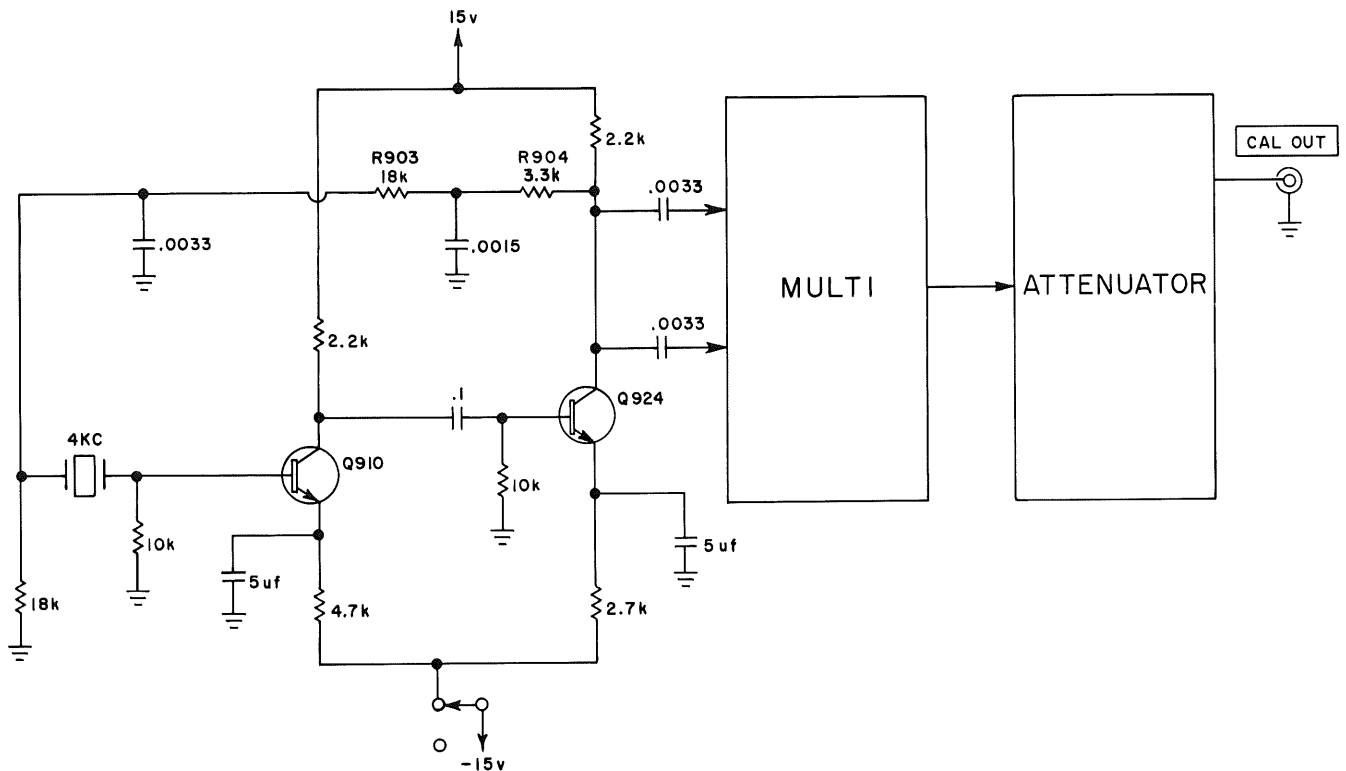 15v
2.2k
R903
18k
R904
3.3k
CAL OUT
.0033
.0033
.0015
MULTI
ATTENUATOR
2.2k
.0033
.1
Q924
4KC
Q910
10k
10k
5uf
5uf
18k
4.7k
2.7k
-15v